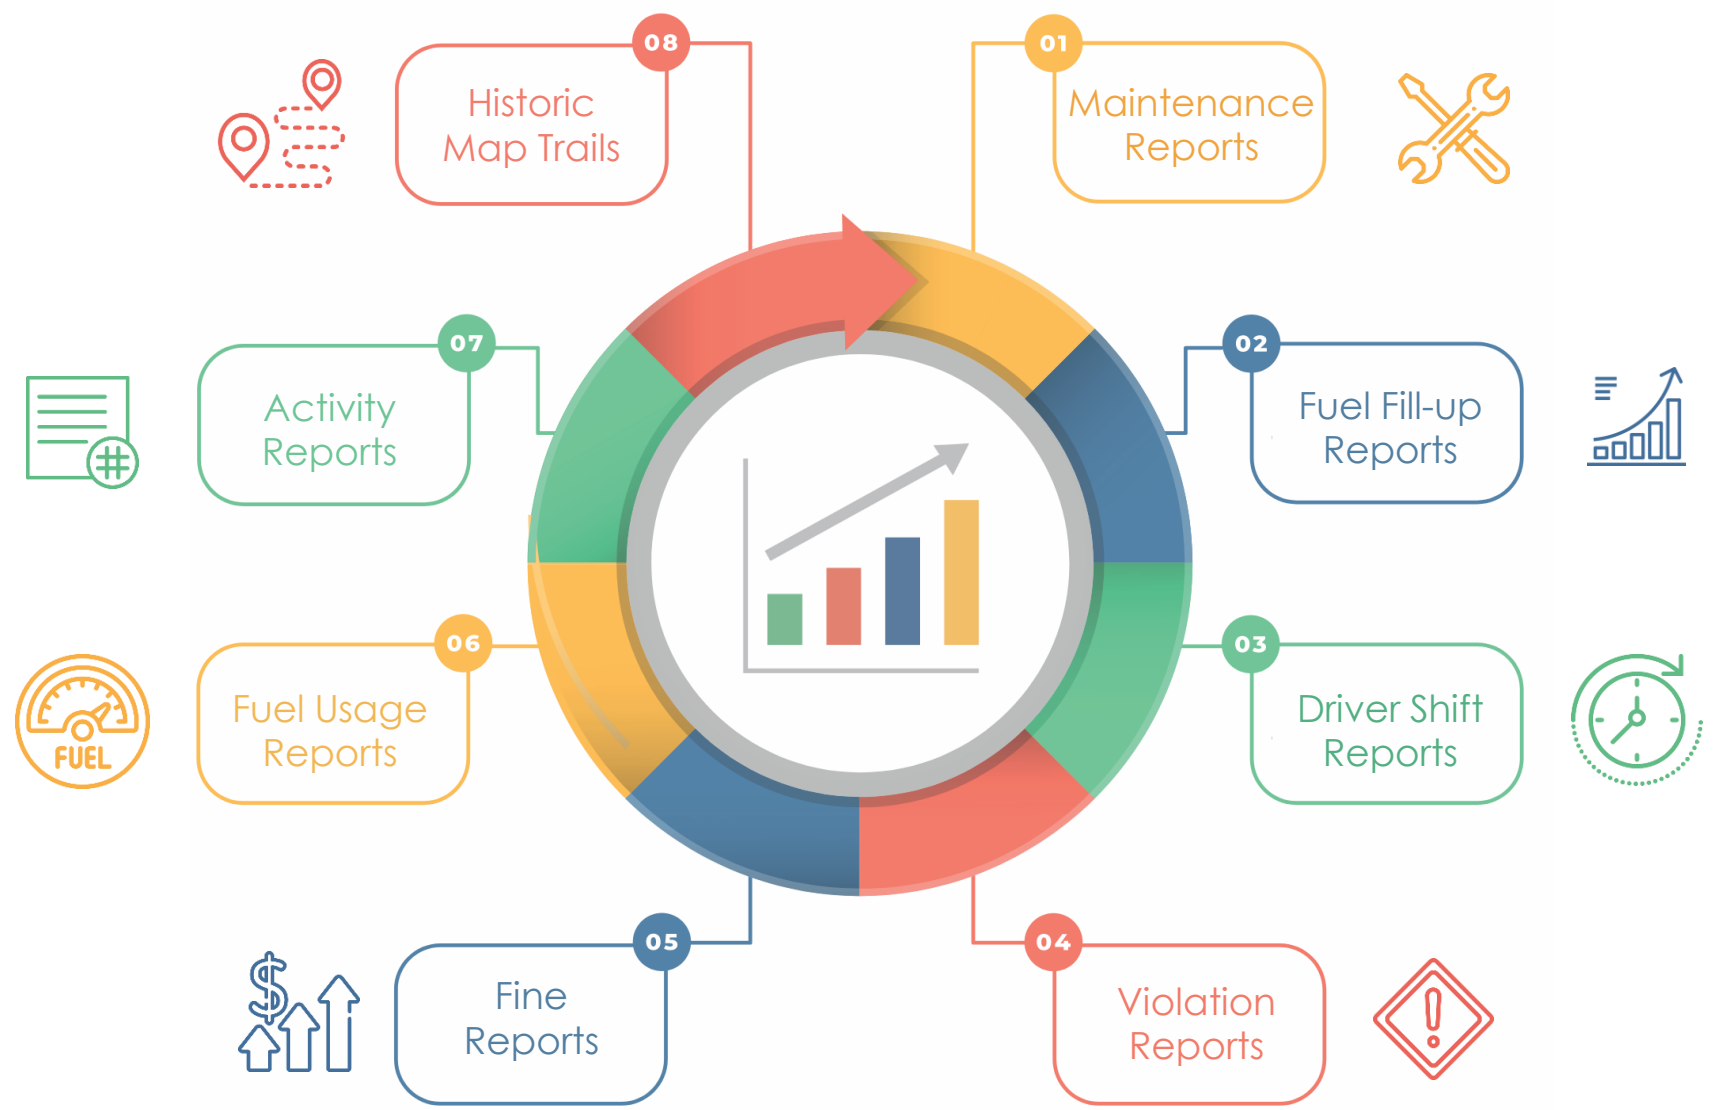 08
Historic
Map Trails
01
Maintenance
Reports
07
Activity
Reports
#
02
Fuel Fill-up
Reports
06
Fuel Usage
Reports
FUEL
03
Driver Shift
Reports
05
Fine
Reports
$
04
Violation
Reports
!